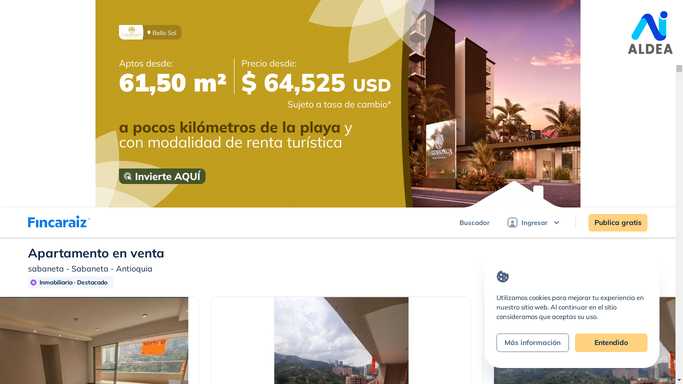 Bello Sol
ALDEA
Aptos desde:
Precio desde:
61,50 m²
$ 64,525 USD
Sujeto a tasa de cambio*
a pocos kilómetros de la playa y
con modalidad de renta turística
Invierte AQUÍ
Fincaraiz
Buscador
Ingresar
Publica gratis
Apartamento en venta
sabaneta - Sabaneta - Antioquia
Inmobiliaria · Destacado
Utilizamos cookies para mejorar tu experiencia en
nuestro sitio web. Al continuar en el sitio
consideramos que aceptas su uso.
Más información
Entendido